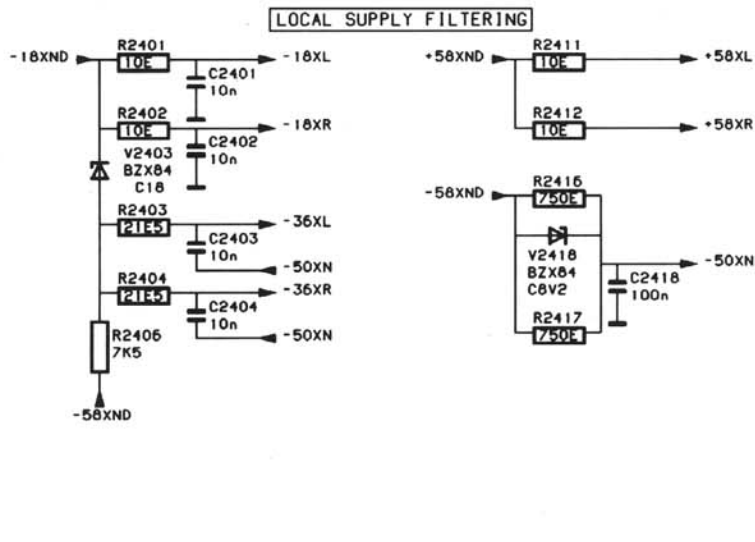 LOCAL SUPPLY FILTERING
-18XND
R2401
10E
-18XL
C2401
10n
R2402
10E
-18XR
C2402
10n
V2403
BZX84
C18
R2403
21E5
-36XL
C2403
10n
-50XN
R2404
21E5
-36XR
C2404
10n
-50XN
R2406
7K5
-58XND
+58XND
R2411
10E
+58XL
R2412
10E
+58XR
-58XND
R2416
750E
V2418
BZX84
C8V2
-50XN
C2418
100n
R2417
750E